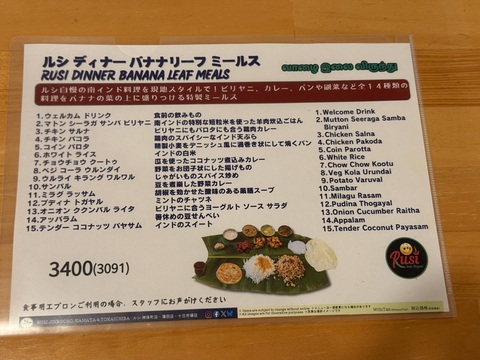 ルシ ディナー バナナリーフ ミールス
RUSI DINNER BANANA LEAF MEALS
வாழை இலை விருந்து
ルシ自慢の南インド料理を現地スタイルで!ビリヤニ、カレー、パンや副菜など全14種類の
料理をバナナの葉の上に盛りつける特製ミールス
1.ウェルカム ドリンク 食前の飲みもの
2.マトン シーラガ サンバ ビリヤニ 南インドの特別な短粒米を使った羊肉炊込ごはん
3.チキン サルナ ビリヤニにもパロタにも合う鶏肉カレー
4.チキン パコラ 鶏肉のスパイシーなインド天ぷら
5.コイン パロタ 精製小麦をデニッシュ風に渦巻き状にして焼くパン
6.ホワイト ライス インドの白米
7.チョウチョウ クートゥ 瓜を使ったココナッツ煮込みカレー
8.ベジ コーラ ウルンダイ 野菜をお団子にした揚げもの
9.ウルライ キラング ワルワル じゃがいものスパイス炒め
10.サンバル 豆を煮込した野菜カレー
11.ミラグ ラッサム 胡椒を効かせた酸味のある南豆スープ
12.プディナ トガヤル ミントのチャツネ
13.オニオン ククンバル ライタ ビリヤニに合うヨーグルト ソース サラダ
14.アッパラム 箸休めの豆せんべい
15.テンダー ココナッツ パヤサム インドのスイート
1.Welcome Drink
2.Mutton Seeraga Samba
Biryani
3.Chicken Salna
4.Chicken Pakoda
5.Coin Parotta
6.White Rice
7.Chow Chow Kootu
8.Veg Kola Urundai
9.Potato Varuval
10.Sambar
11.Milagu Rasam
12.Pudina Thogayal
13.Onion Cucumber Raitha
14.Appalam
15.Tender Coconut Payasam
3400(3091)
Rusi
食事用エプロンご利用の場合、スタッフにお声がけください